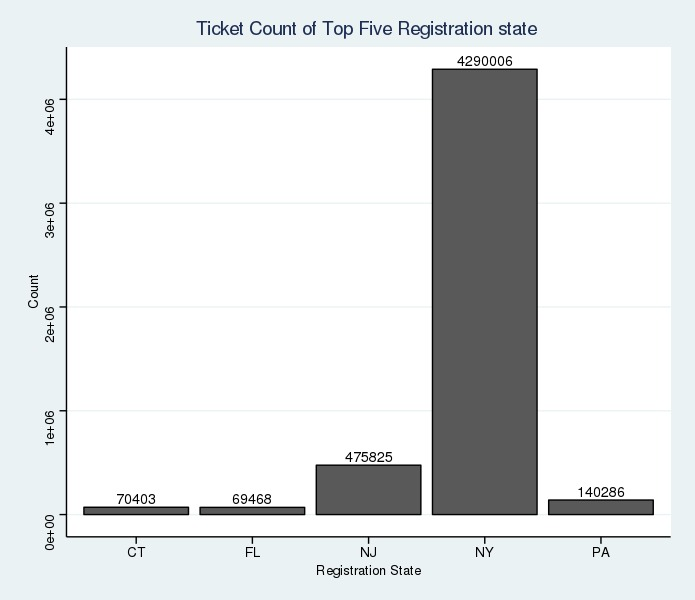 Ticket Count of Top Five Registration state
4290006
475825
140286
70403
69468
4e+06
3e+06
2e+06
1e+06
0e+00
Count
CT FL NJ NY PA
Registration State